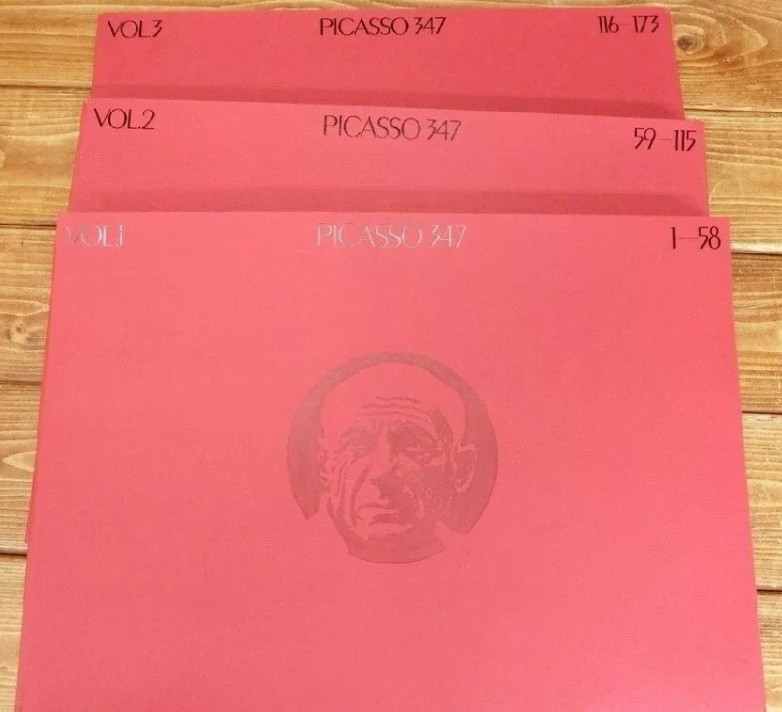 VOL.3 PICASSO 347 116—173
VOL.2 PICASSO 347 59—115
VOL.1 PICASSO 347 1—58